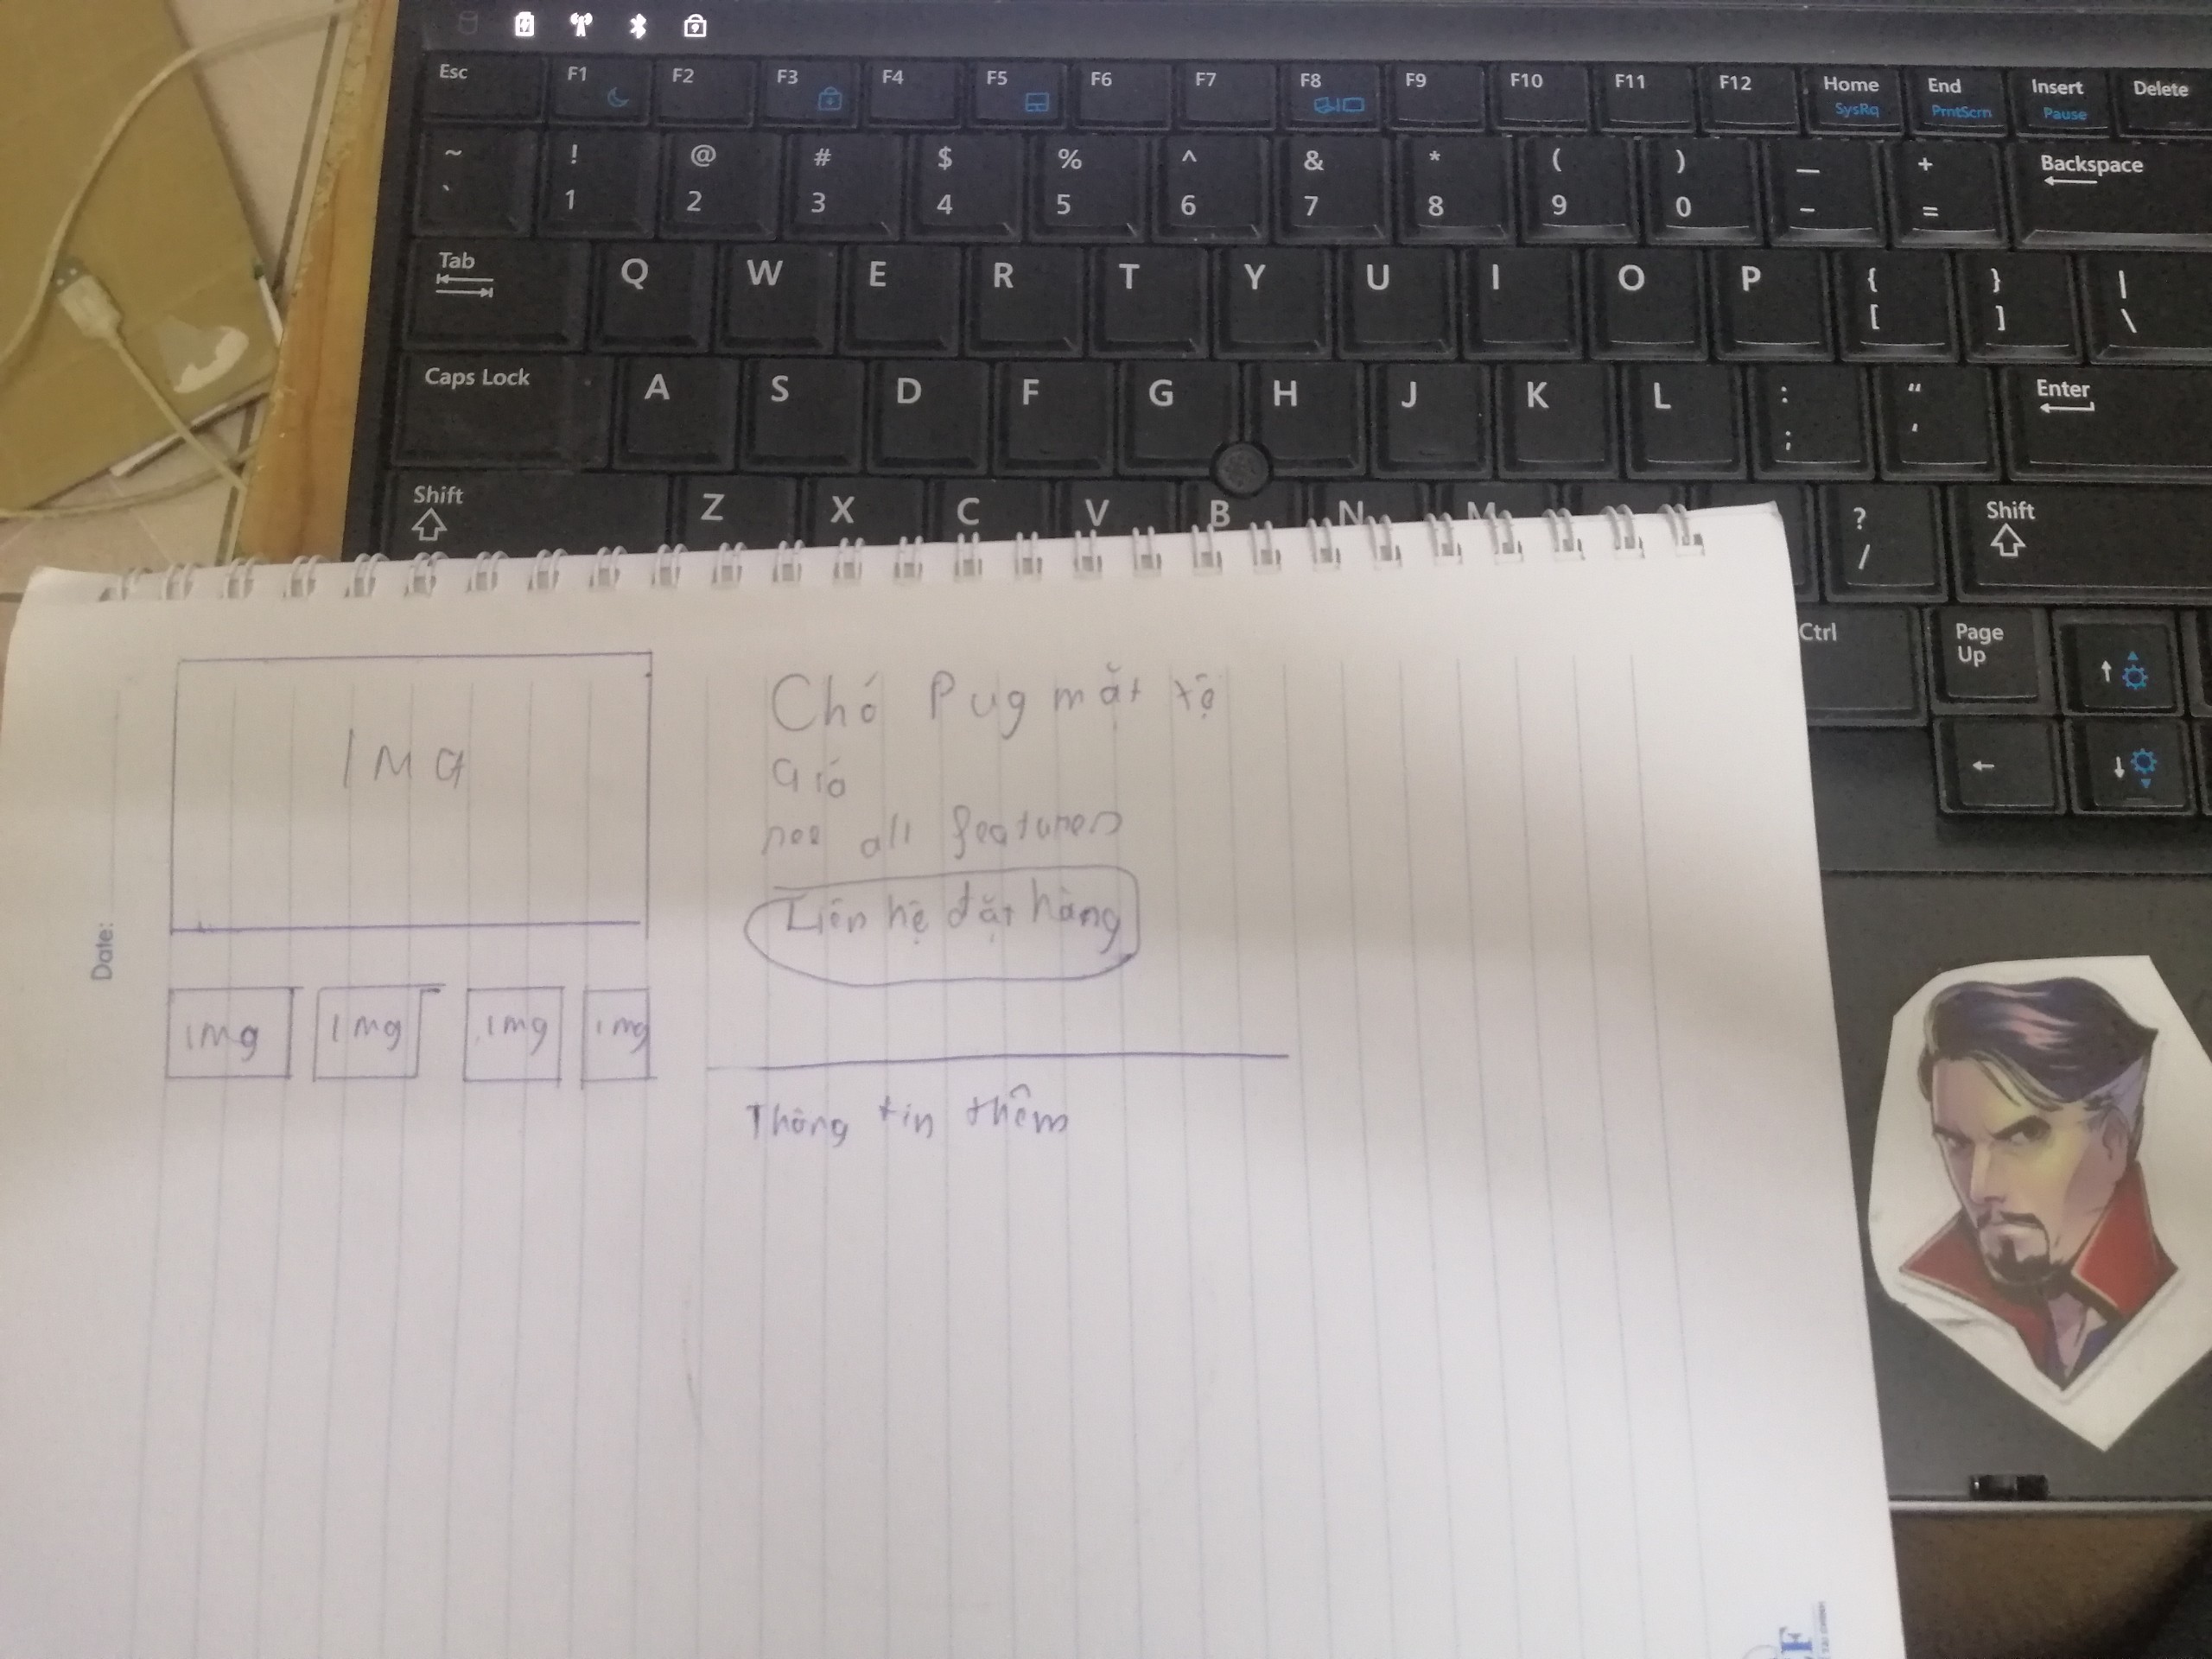 Esc F1 F2 F3 F4 F5 F6 F7 F8 F9 F10 F11 F12 Home End Insert Delete
SysRq PrntScrn Pause
~ ! @ # $ % ^ & * ( ) — + Backspace
` 1 2 3 4 5 6 7 8 9 0 - =
Tab Q W E R T Y U I O P { } |
[ ] \
Caps Lock A S D F G H J K L : “ Enter
; '
Shift Z X C V B N M ? Shift
/
Ctrl Page Up
Date:
IMG
Img Img Img Img
Chó Pug mặt tệ
Giá
see all features
Liên hệ đặt hàng
Thông tin thêm